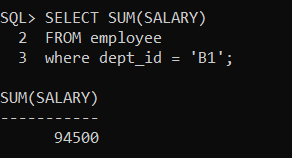 SQL> SELECT SUM(SALARY)
  2  FROM employee
  3  where dept_id = 'B1';
SUM(SALARY)
-----------
      94500